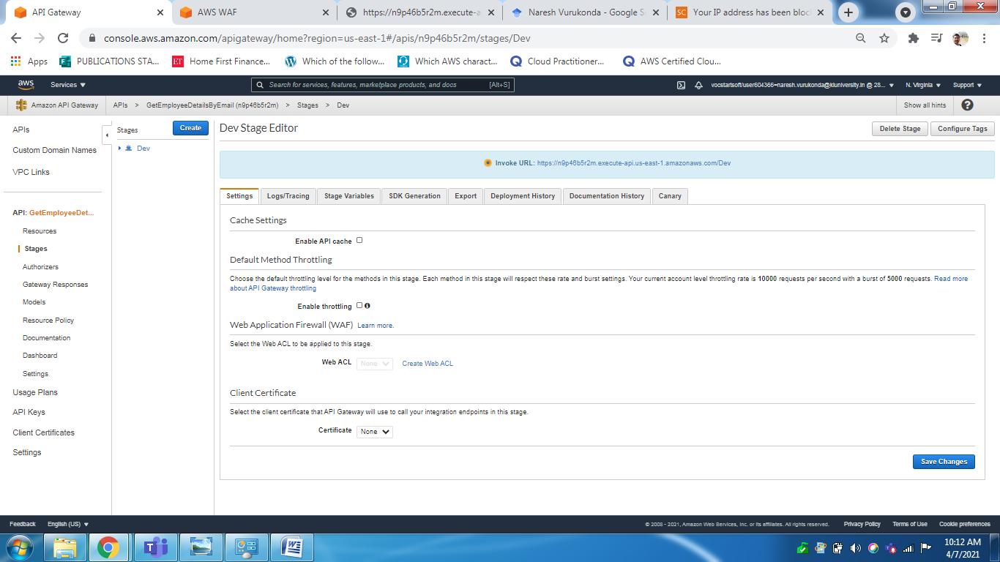 API Gateway
AWS WAF
https://n9p46b5r2m.execute-a
Naresh Vurukonda - Google S
Your IP address has been bloc
console.aws.amazon.com/apigateway/home?region=us-east-1#/apis/n9p46b5r2m/stages/Dev
Apps
PUBLICATIONS STA...
ET Home First Finance...
Which of the follow...
Which AWS charact...
Cloud Practitioner...
AWS Certified Clou...
aws
Services
Search for services, features, marketplace products, and docs [Alt+S]
vocstartsoft/user604366=naresh.vurukonda@kluniversity.in @ 28...
N. Virginia
Support
Amazon API Gateway
APIs > GetEmployeeDetailsByEmail (n9p46b5r2m) > Stages > Dev
Show all hints
APIs
Custom Domain Names
VPC Links
API: GetEmployeeDet...
Resources
Stages
Authorizers
Gateway Responses
Models
Resource Policy
Documentation
Dashboard
Settings
Usage Plans
API Keys
Client Certificates
Settings
Stages
Create
Dev
Dev Stage Editor
Delete Stage
Configure Tags
Invoke URL: https://n9p46b5r2m.execute-api.us-east-1.amazonaws.com/Dev
Settings
Logs/Tracing
Stage Variables
SDK Generation
Export
Deployment History
Documentation History
Canary
Cache Settings
Enable API cache
Default Method Throttling
Choose the default throttling level for the methods in this stage. Each method in this stage will respect these rate and burst settings. Your current account level throttling rate is 10000 requests per second with a burst of 5000 requests. Read more
about API Gateway throttling
Enable throttling
Web Application Firewall (WAF) Learn more.
Select the Web ACL to be applied to this stage.
Web ACL None Create Web ACL
Client Certificate
Select the client certificate that API Gateway will use to call your integration endpoints in this stage.
Certificate None
Save Changes
Feedback
English (US)
© 2008 - 2021, Amazon Web Services, Inc. or its affiliates. All rights reserved.
Privacy Policy
Terms of Use
Cookie preferences
10:12 AM
4/7/2021